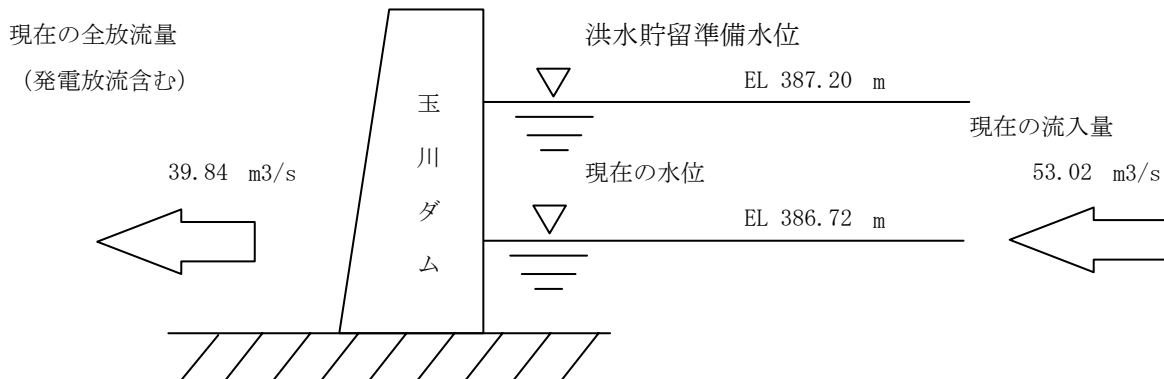 現在の全放流量
（発電放流含む）
39.84 m3/s
玉川ダム
洪水貯留準備水位
EL 387.20 m
現在の水位
EL 386.72 m
現在の流入量
53.02 m3/s